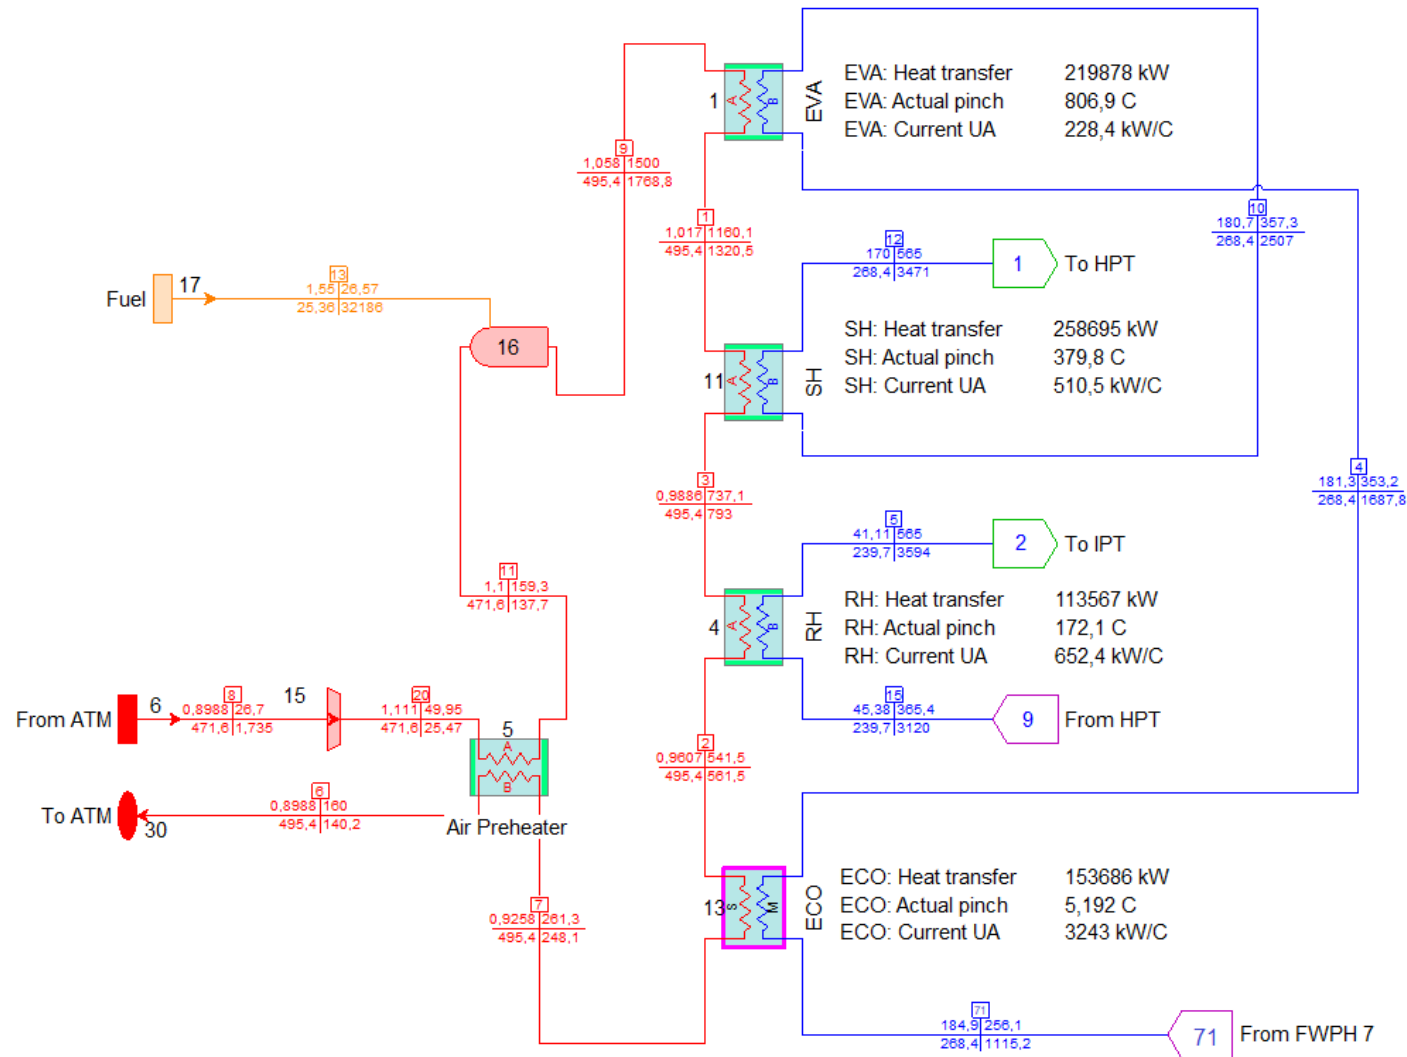 EVA: Heat transfer 219878 kW
EVA: Actual pinch 806,9 C
EVA: Current UA 228,4 kW/C
1
A
B
EVA
9
1,058 1500
495,4 1768,8
1
1,017 1160,1
495,4 1320,5
10
180,7 357,3
268,4 2507
12
170 565
268,4 3471
1
To HPT
Fuel
17
13
1,55 26,57
25,36 32186
16
SH: Heat transfer 258695 kW
SH: Actual pinch 379,8 C
SH: Current UA 510,5 kW/C
11
A
B
SH
3
0,9886 737,1
495,4 793
4
181,3 353,2
268,4 1687,8
5
41,11 565
239,7 3594
2
To IPT
11
1,1 159,3
471,6 137,7
RH: Heat transfer 113567 kW
RH: Actual pinch 172,1 C
RH: Current UA 652,4 kW/C
4
A
B
RH
15
45,38 365,4
239,7 3120
9
From HPT
From ATM
6
8
0,8988 26,7
471,6 1,735
15
20
1,111 49,95
471,6 25,47
5
A
B
Air Preheater
2
0,9607 541,5
495,4 561,5
To ATM
30
6
0,8988 160
495,4 140,2
7
0,9258 261,3
495,4 248,1
ECO: Heat transfer 153686 kW
ECO: Actual pinch 5,192 C
ECO: Current UA 3243 kW/C
13
S
M
ECO
71
184,9 256,1
268,4 1115,2
71
From FWPH 7